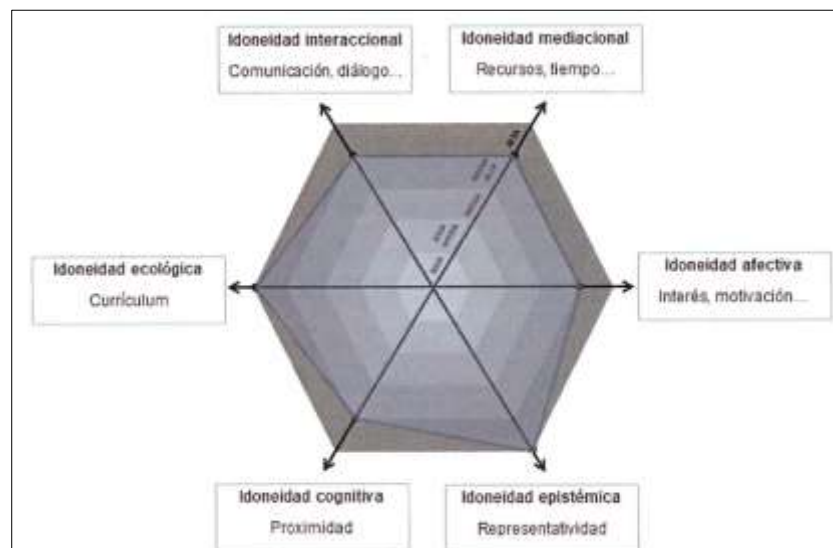 Idoneidad interaccional
Comunicación, diálogo...
Idoneidad mediacional
Recursos, tiempo...
Idoneidad ecológica
Currículum
Idoneidad afectiva
Interés, motivación...
Idoneidad cognitiva
Proximidad
Idoneidad epistémica
Representatividad